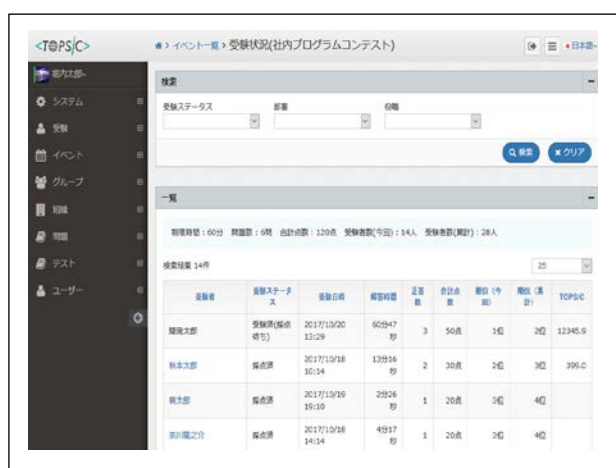 <TOPSiC>
イベント一覧 > 受験状況(社内プログラムコンテスト)
日本語
堀内太郎
システム
受験
イベント
グループ
組織
問題
テスト
ユーザー
検索
受験ステータス
部署
役職
検索
クリア
一覧
制限時間：60分 問題数：6問 合計点数：120点 受験者数(今回)：14人 受験者数(累計)：28人
検索結果 14件
25
受験者 受験ステータス 受験日時 解答時間 正答数 合計点数 順位（今回） 順位（累計） TOPSIC
開発太郎 受験済(採点待ち) 2017/10/20 13:29 60分47秒 3 50点 1位 2位 12345.9
秋本太郎 採点済 2017/10/18 10:14 13分16秒 2 30点 2位 3位 399.0
採点済 2017/10/19 19:10 2分26秒 1 20点 3位 4位
採点済 2017/10/18 14:14 4分17秒 1 20点 3位 4位